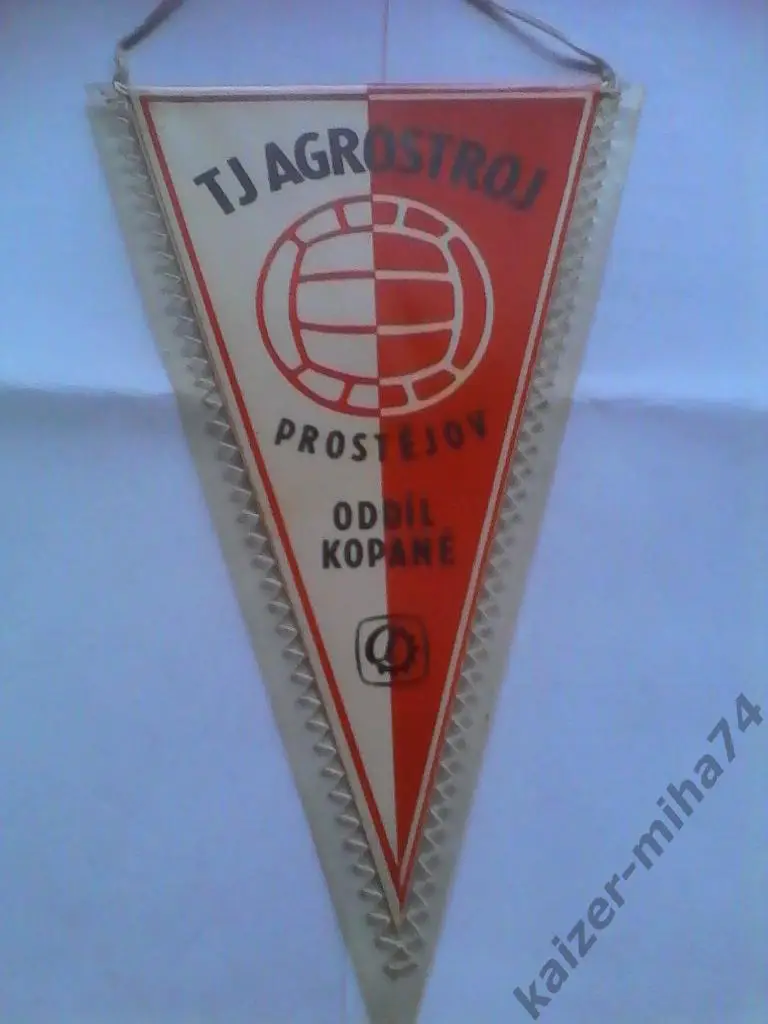 TJ AGROSTROJ
PROSTĚJOV
ODDÍL
KOPANÉ
kaizer-miha74